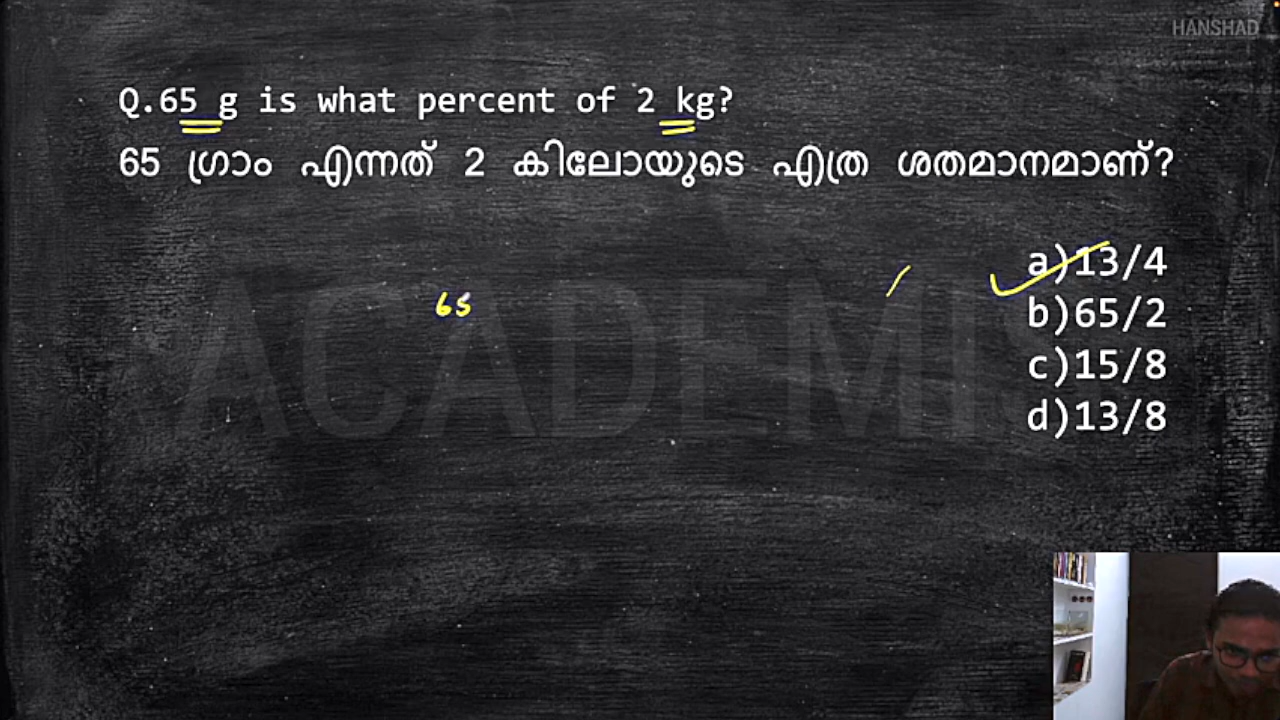 HANSHAD
Q.65 g is what percent of 2 kg?
65 ഗ്രാം എന്നത് 2 കിലോയുടെ എത്ര ശതമാനമാണ്?
a)13/4
65
b)65/2
c)15/8
d)13/8
ACADEMI